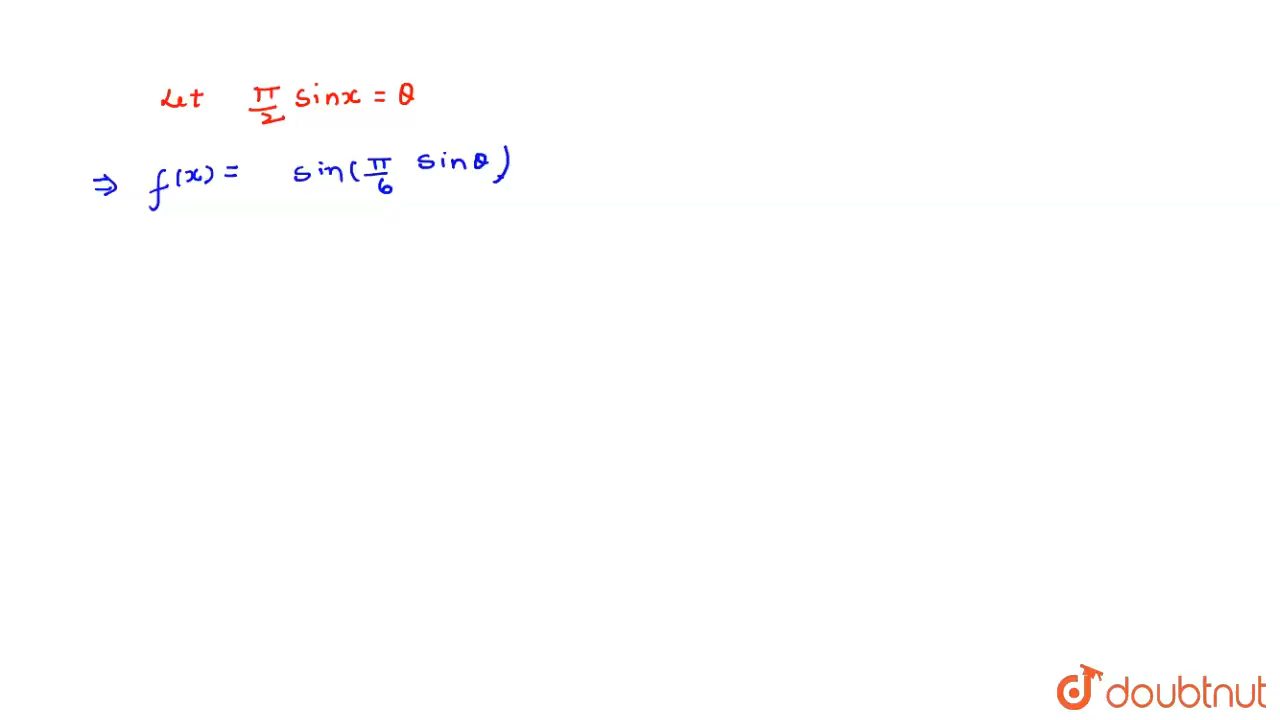 Let π/2 sinx = θ
⇒ f(x) = sin(π/6 sinθ)
doubtnut